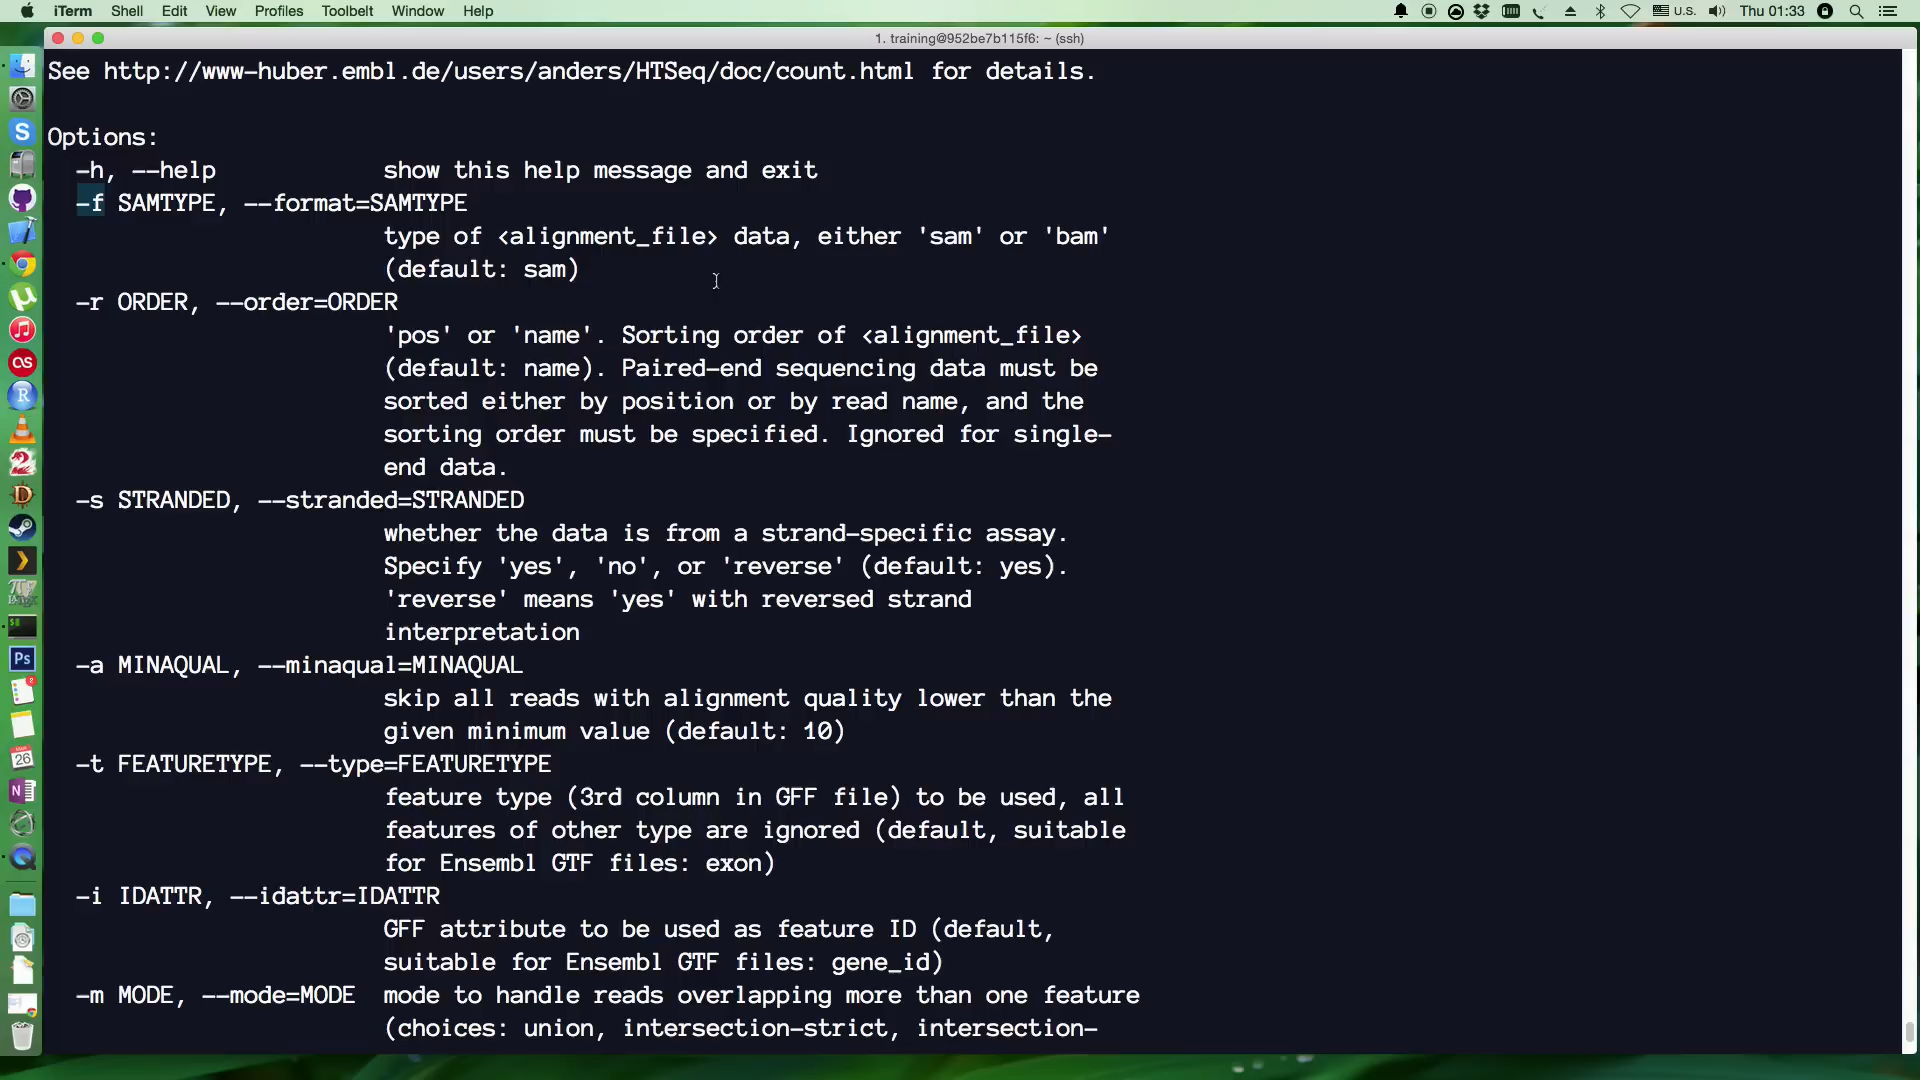 iTerm Shell Edit View Profiles Toolbelt Window Help U.S. Thu 01:33
1. training@952be7b115f6: ~ (ssh)
See http://www-huber.embl.de/users/anders/HTSeq/doc/count.html for details.
Options:
-h, --help show this help message and exit
-f SAMTYPE, --format=SAMTYPE
type of <alignment_file> data, either 'sam' or 'bam'
(default: sam)
-r ORDER, --order=ORDER
'pos' or 'name'. Sorting order of <alignment_file>
(default: name). Paired-end sequencing data must be
sorted either by position or by read name, and the
sorting order must be specified. Ignored for single-
end data.
-s STRANDED, --stranded=STRANDED
whether the data is from a strand-specific assay.
Specify 'yes', 'no', or 'reverse' (default: yes).
'reverse' means 'yes' with reversed strand
interpretation
-a MINAQUAL, --minaqual=MINAQUAL
skip all reads with alignment quality lower than the
given minimum value (default: 10)
-t FEATURETYPE, --type=FEATURETYPE
feature type (3rd column in GFF file) to be used, all
features of other type are ignored (default, suitable
for Ensembl GTF files: exon)
-i IDATTR, --idattr=IDATTR
GFF attribute to be used as feature ID (default,
suitable for Ensembl GTF files: gene_id)
-m MODE, --mode=MODE mode to handle reads overlapping more than one feature
(choices: union, intersection-strict, intersection-